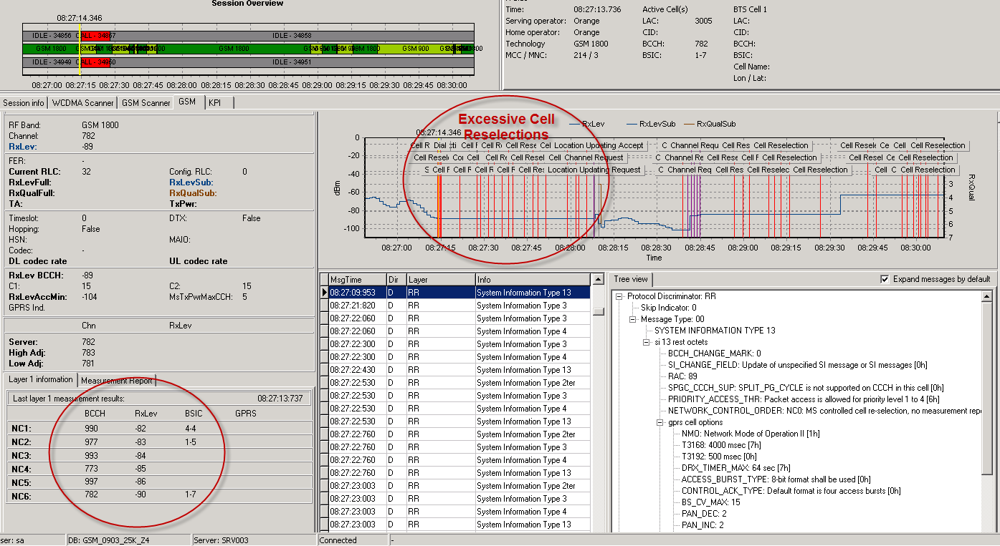 Session Overview
08:27:14.346
IDLE - 34856 CALL - 34857 IDLE - 34858
GSM 1800 GSM 1800 GSM 900
IDLE - 34949 CALL - 34950 IDLE - 34951
08:27:00 08:27:15 08:27:30 08:27:45 08:28:00 08:28:15 08:28:30 08:28:45 08:29:00 08:29:15 08:29:30 08:29:45 08:30:00
Time: 08:27:13.736 Active Cell(s) BTS Cell 1
Serving operator: Orange LAC: 3005 LAC:
Home operator: Orange CID: CID:
Technology GSM 1800 BCCH: 782 BCCH:
MCC / MNC: 214 / 3 BSIC: 1-7 BSIC:
Cell Name:
Lon / Lat:
Session info WCDMA Scanner GSM Scanner GSM KPI
RF Band: GSM 1800
Channel: 782
RxLev: -89
FER: -
Current RLC: 32 Config. RLC: 0
RxLevFull: RxLevSub:
RxQualFull: RxQualSub:
TA: TxPwr:
Timeslot: 0 DTX: False
Hopping: False
HSN: MAIO:
Codec: -
DL codec rate UL codec rate
RxLev BCCH: -89
C1: 15 C2: 15
RxLevAccMin: -104 MsTxPwrMaxCCH: 5
GPRS Ind.
Chn RxLev
Server: 782
High Adj: 783
Low Adj: 781
Layer 1 information Measurement Report
Last layer 1 measurement results: 08:27:13:737
BCCH RxLev BSIC GPRS
NC1: 990 -82 4-4
NC2: 977 -83 1-5
NC3: 993 -84
NC4: 773 -85
NC5: 997 -86
NC6: 782 -90 1-7
Excessive Cell
Reselections
08:27:14.346
RxLev RxLevSub RxQualSub
Cell R Dial Cell F Cell R Cell Rese Cel Location Updating Accept C Channel Requ Cell Res Cell F Cell Reselection Cell Resele Ce Cell Cell Reselection
Cell Resele Co Cell Cell R Cell Resel Cell Channel Request C Channel Requ Cell Rese Cell F Cell Reselection Cell Resele Ce Cell Reselection
S Cell F Cell R Cell F Cell R Cell Res Location Updating Request C Channel Req Cell Res Cell Reselec Cell Reselection Cell C Cell Reselection
0
-20
-40
-60
-80
-100
dBm
3
4
5
6
7
RxQual
08:27:00 08:27:15 08:27:30 08:27:45 08:28:00 08:28:15 08:28:30 08:28:45 08:29:00 08:29:15 08:29:30 08:29:45 08:30:00
Time
MsgTime Dir Layer Info
08:27:09:953 D RR System Information Type 13
08:27:21:820 D RR System Information Type 3
08:27:22:060 D RR System Information Type 3
08:27:22:060 D RR System Information Type 4
08:27:22:300 D RR System Information Type 3
08:27:22:300 D RR System Information Type 4
08:27:22:430 D RR System Information Type 13
08:27:22:530 D RR System Information Type 2ter
08:27:22:530 D RR System Information Type 3
08:27:22:530 D RR System Information Type 4
08:27:22:530 D RR System Information Type 13
08:27:22:760 D RR System Information Type 2ter
08:27:22:760 D RR System Information Type 3
08:27:22:760 D RR System Information Type 4
08:27:22:760 D RR System Information Type 13
08:27:23:003 D RR System Information Type 2ter
08:27:23:003 D RR System Information Type 3
08:27:23:003 D RR System Information Type 4
08:27:23:003 D RR System Information Type 13
Tree view Expand messages by default
Protocol Discriminator: RR
Skip Indicator: 0
Message Type: 00
SYSTEM INFORMATION TYPE 13
si 13 rest octets
BCCH_CHANGE_MARK: 0
SI_CHANGE_FIELD: Update of unspecified SI message or SI messages [0h]
RAC: 89
SPGC_CCCH_SUP: SPLIT_PG_CYCLE is not supported on CCCH in this cell [0h]
PRIORITY_ACCESS_THR: Packet access is allowed for priority level 1 to 4 [6h]
NETWORK_CONTROL_ORDER: NC0: MS controlled cell re-selection, no measurement repo
gprs cell options
NMO: Network Mode of Operation II [1h]
T3168: 4000 msec [7h]
T3192: 500 msec [0h]
DRX_TIMER_MAX: 64 sec [7h]
ACCESS_BURST_TYPE: 8-bit format shall be used [0h]
CONTROL_ACK_TYPE: Default format is four access bursts [0h]
BS_CV_MAX: 15
PAN_DEC: 2
PAN_INC: 2
ser: sa DB: GSM_0903_25K_Z4 Server: SRV003 Connected -